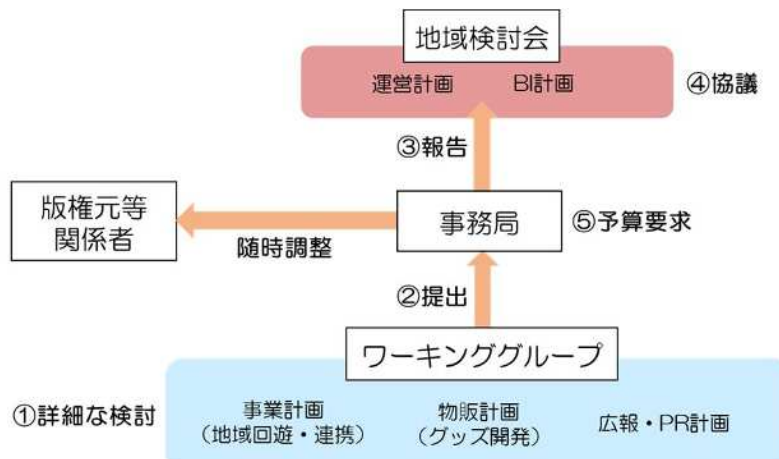 地域検討会
運営計画 BI計画
④協議
③報告
版権元等
関係者
事務局
⑤予算要求
随時調整
②提出
ワーキンググループ
①詳細な検討
事業計画
（地域回遊・連携）
物販計画
（グッズ開発）
広報・PR計画